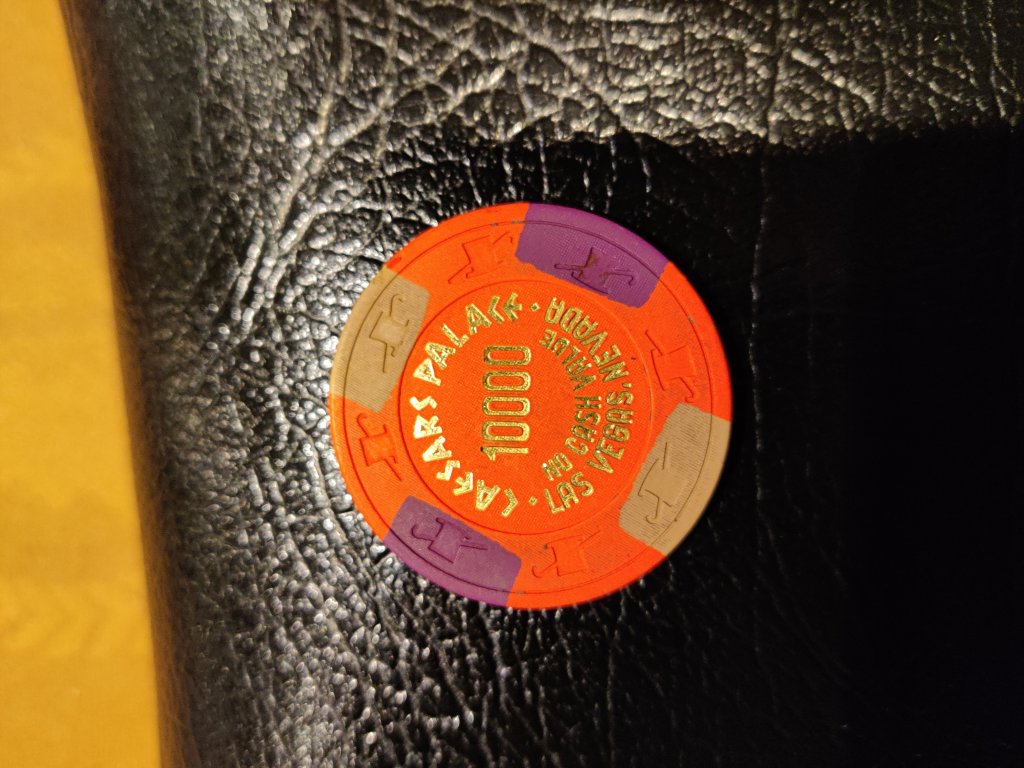 CAESARS PALACE
10000
NO CASH VALUE
LAS VEGAS, NEVADA